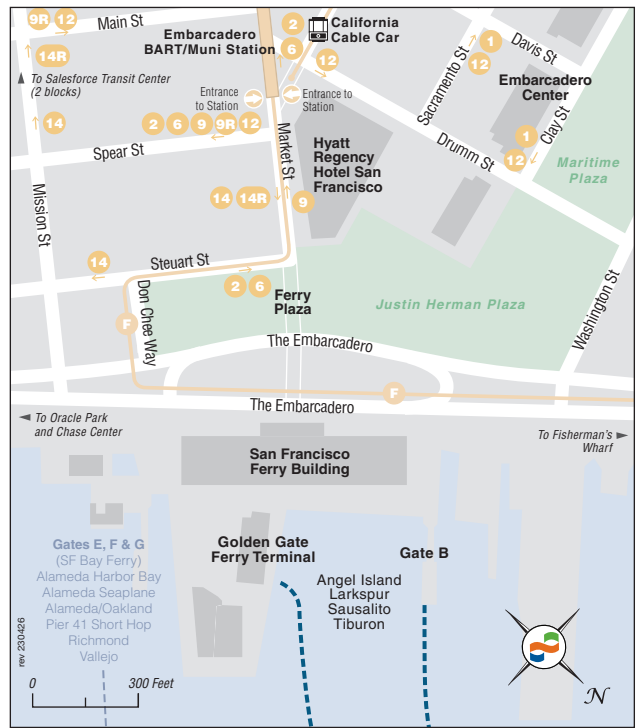 9R 12
Main St
14R
To Salesforce Transit Center
(2 blocks)
14
Embarcadero
BART/Muni Station
2
6
California
Cable Car
12
Entrance
to Station
Entrance to
Station
2 6 9 9R 12
Spear St
Market St
Hyatt
Regency
Hotel San
Francisco
Sacramento St
1
12
Davis St
Embarcadero
Center
1
12
Clay St
Drumm St
Maritime
Plaza
Mission St
14 14R
9
14
Steuart St
2 6
Ferry
Plaza
Justin Herman Plaza
Washington St
Don Chee Way
F
The Embarcadero
F
The Embarcadero
To Oracle Park
and Chase Center
To Fisherman's
Wharf
San Francisco
Ferry Building
Gates E, F & G
(SF Bay Ferry)
Alameda Harbor Bay
Alameda Seaplane
Alameda/Oakland
Pier 41 Short Hop
Richmond
Vallejo
Golden Gate
Ferry Terminal
Gate B
Angel Island
Larkspur
Sausalito
Tiburon
rev 230426
0 300 Feet
N